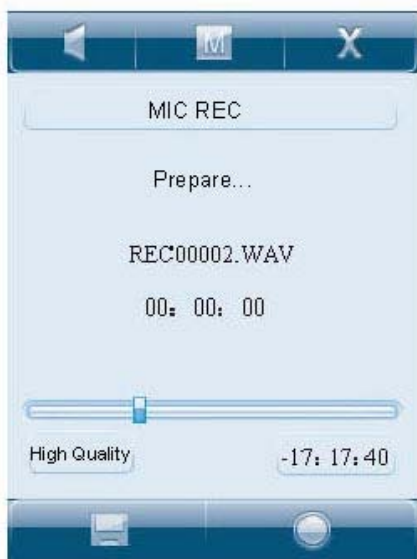 M X
MIC REC
Prepare...
REC00002.WAV
00: 00: 00
High Quality -17: 17: 40